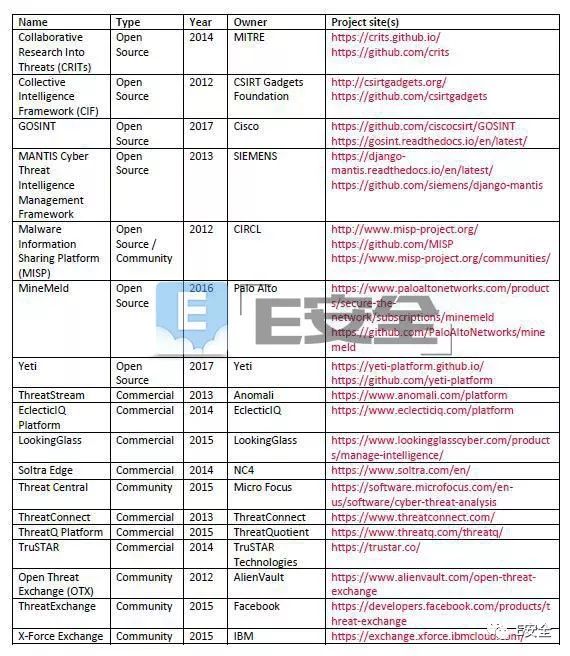 Name Type Year Owner Project site(s)
Collaborative Open 2014 MITRE https://crits.github.io/
Research Into Source https://github.com/crits
Threats (CRITs)
Collective Open 2012 CSIRT Gadgets http://csirtgadgets.org/
Intelligence Source Foundation https://github.com/csirtgadgets
Framework (CIF)
GOSINT Open 2017 Cisco https://github.com/ciscocsirt/GOSINT
Source https://gosint.readthedocs.io/en/latest/
MANTIS Cyber Open 2013 SIEMENS https://django-
Threat Source mantis.readthedocs.io/en/latest/
Intelligence https://github.com/siemens/django-mantis
Management
Framework
Malware Open 2012 CIRCL http://www.misp-project.org/
Information Source / https://github.com/MISP
Sharing Platform Community https://www.misp-project.org/communities/
(MISP)
MineMeld Open 2016 Palo Alto https://www.paloaltonetworks.com/product
Source s/secure-the-
network/subscriptions/minemeld
https://github.com/PaloAltoNetworks/mine
meld
E E安全
Yeti Open 2017 Yeti https://yeti-platform.github.io/
Source https://github.com/yeti-platform
ThreatStream Commercial 2013 Anomali https://www.anomali.com/platform
EclecticIQ Commercial 2014 EclecticIQ https://www.eclecticiq.com/platform
Platform
LookingGlass Commercial 2015 LookingGlass https://www.lookingglasscyber.com/product
s/manage-intelligence/
Soltra Edge Commercial 2014 NC4 https://www.soltra.com/en/
Threat Central Community 2015 Micro Focus https://software.microfocus.com/en-
us/software/cyber-threat-analysis
ThreatConnect Commercial 2013 ThreatConnect https://www.threatconnect.com/
ThreatQ Platform Commercial 2015 ThreatQuotient https://www.threatq.com/threatq/
TruSTAR Commercial 2014 TruSTAR https://trustar.co/
Technologies
Open Threat Community 2012 AlienVault https://www.alienvault.com/open-threat-
Exchange (OTX) exchange
ThreatExchange Community 2015 Facebook https://developers.facebook.com/products/t
hreat-exchange
X-Force Exchange Community 2015 IBM https://exchange.xforce.ibmcloud.com/
E安全